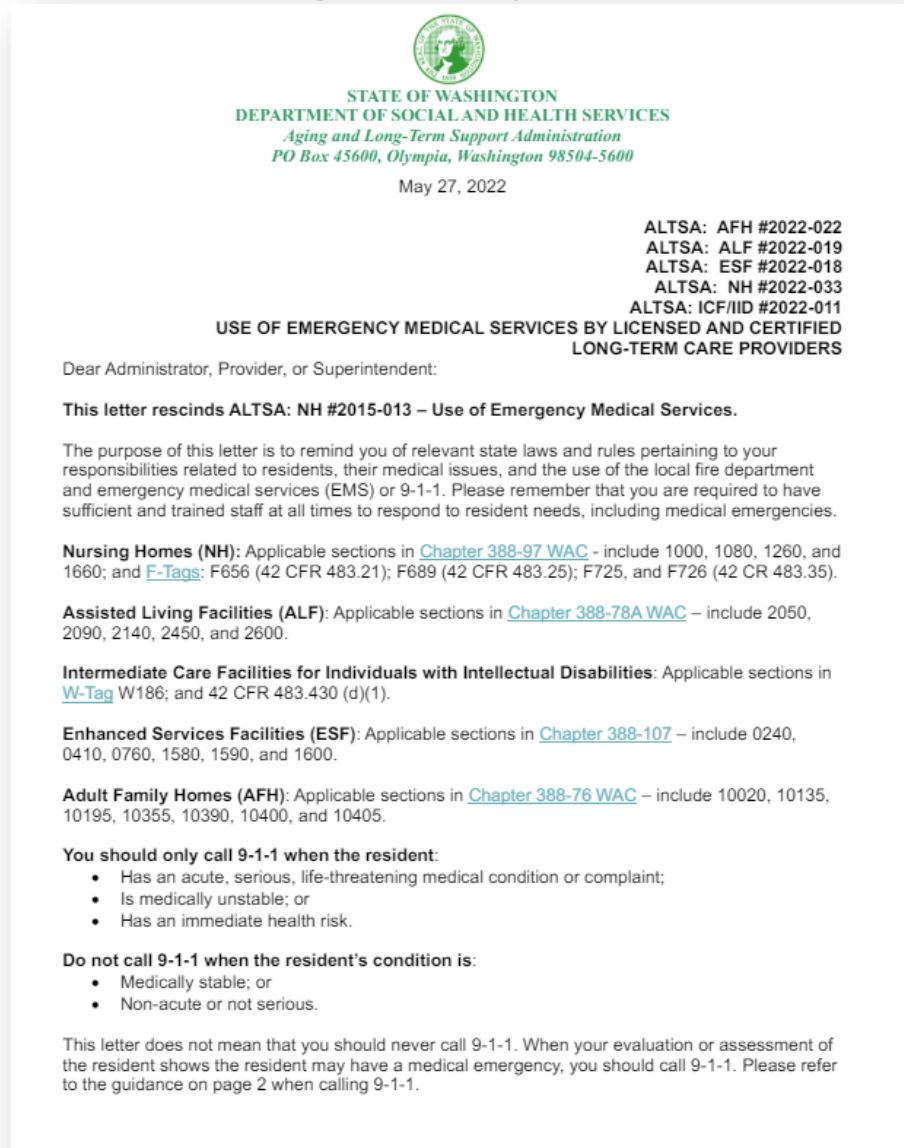 STATE OF WASHINGTON
DEPARTMENT OF SOCIAL AND HEALTH SERVICES
Aging and Long-Term Support Administration
PO Box 45600, Olympia, Washington 98504-5600
May 27, 2022
ALTSA: AFH #2022-022
ALTSA: ALF #2022-019
ALTSA: ESF #2022-018
ALTSA: NH #2022-033
ALTSA: ICF/IID #2022-011
USE OF EMERGENCY MEDICAL SERVICES BY LICENSED AND CERTIFIED
LONG-TERM CARE PROVIDERS
Dear Administrator, Provider, or Superintendent:
This letter rescinds ALTSA: NH #2015-013 – Use of Emergency Medical Services.
The purpose of this letter is to remind you of relevant state laws and rules pertaining to your
responsibilities related to residents, their medical issues, and the use of the local fire department
and emergency medical services (EMS) or 9-1-1. Please remember that you are required to have
sufficient and trained staff at all times to respond to resident needs, including medical emergencies.
Nursing Homes (NH): Applicable sections in Chapter 388-97 WAC - include 1000, 1080, 1260, and
1660; and F-Tags: F656 (42 CFR 483.21); F689 (42 CFR 483.25); F725, and F726 (42 CR 483.35).
Assisted Living Facilities (ALF): Applicable sections in Chapter 388-78A WAC – include 2050,
2090, 2140, 2450, and 2600.
Intermediate Care Facilities for Individuals with Intellectual Disabilities: Applicable sections in
W-Tag W186; and 42 CFR 483.430 (d)(1).
Enhanced Services Facilities (ESF): Applicable sections in Chapter 388-107 – include 0240,
0410, 0760, 1580, 1590, and 1600.
Adult Family Homes (AFH): Applicable sections in Chapter 388-76 WAC – include 10020, 10135,
10195, 10355, 10390, 10400, and 10405.
You should only call 9-1-1 when the resident:
• Has an acute, serious, life-threatening medical condition or complaint;
• Is medically unstable; or
• Has an immediate health risk.
Do not call 9-1-1 when the resident's condition is:
• Medically stable; or
• Non-acute or not serious.
This letter does not mean that you should never call 9-1-1. When your evaluation or assessment of
the resident shows the resident may have a medical emergency, you should call 9-1-1. Please refer
to the guidance on page 2 when calling 9-1-1.